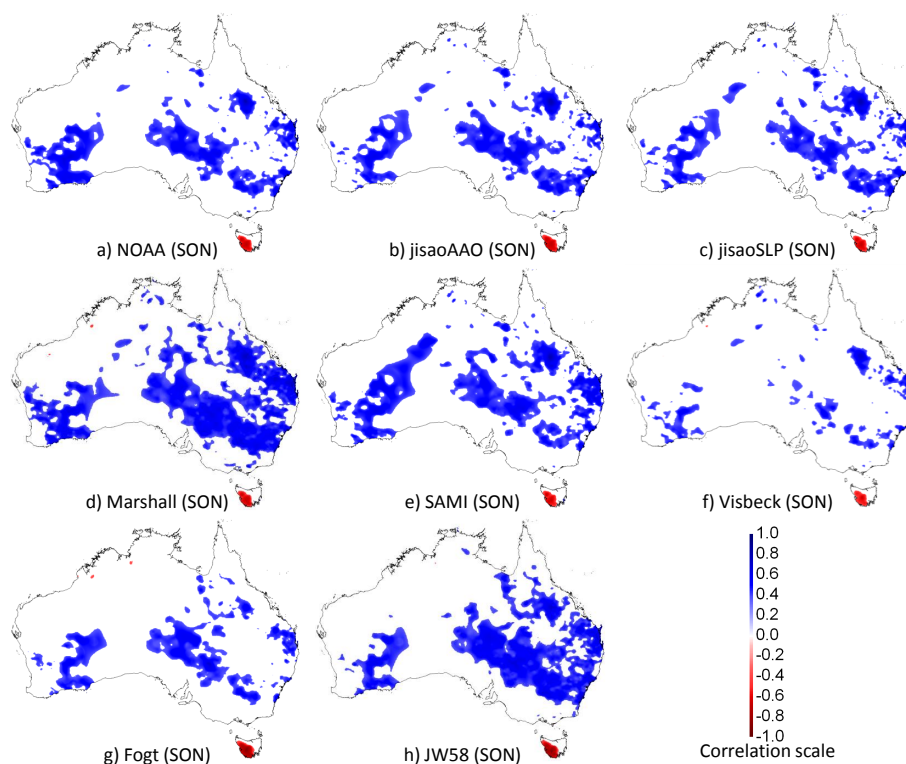 a) NOAA (SON)
b) jisaoAAO (SON)
c) jisaoSLP (SON)
d) Marshall (SON)
e) SAMI (SON)
f) Visbeck (SON)
g) Fogt (SON)
h) JW58 (SON)
1.0
0.8
0.6
0.4
0.2
0.0
-0.2
-0.4
-0.6
-0.8
-1.0
Correlation scale